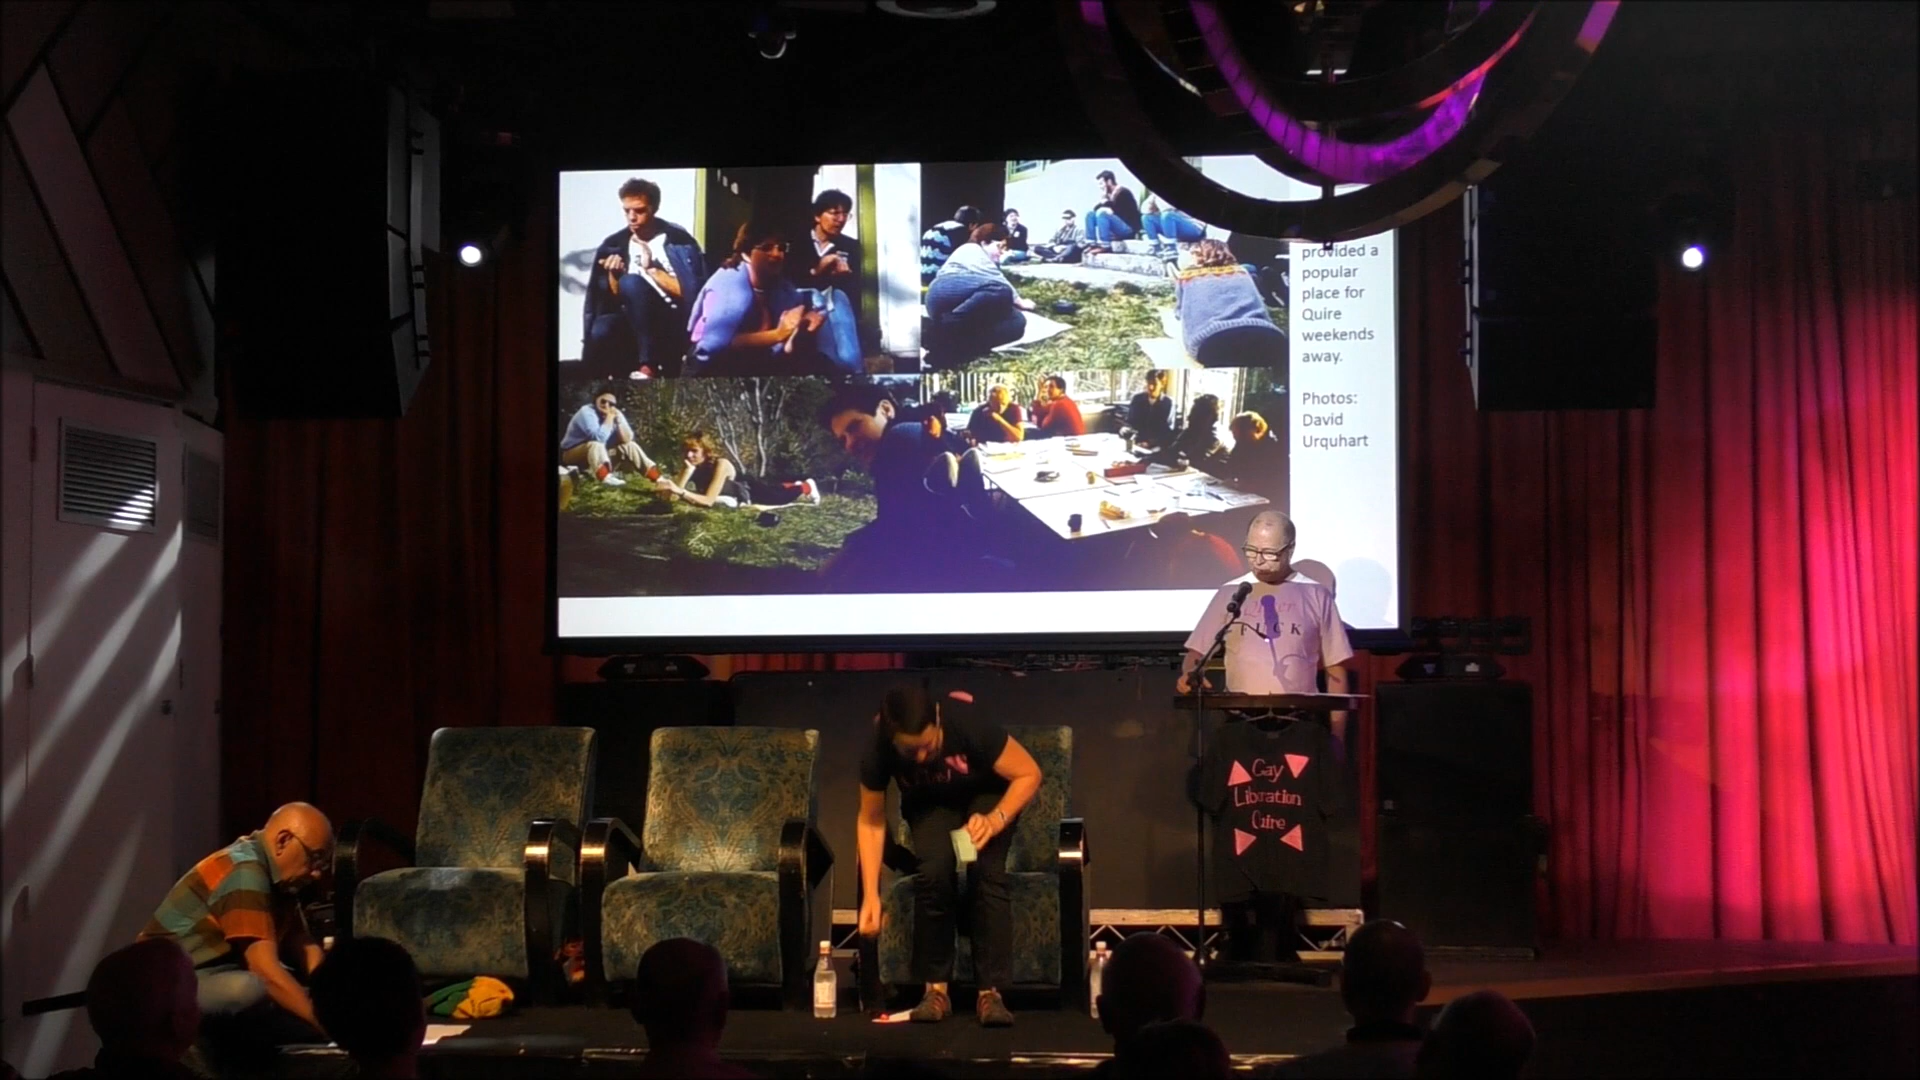 provided a
popular
place for
Quire
weekends
away.
Photos:
David
Urquhart
Gay
Liberation
Quire